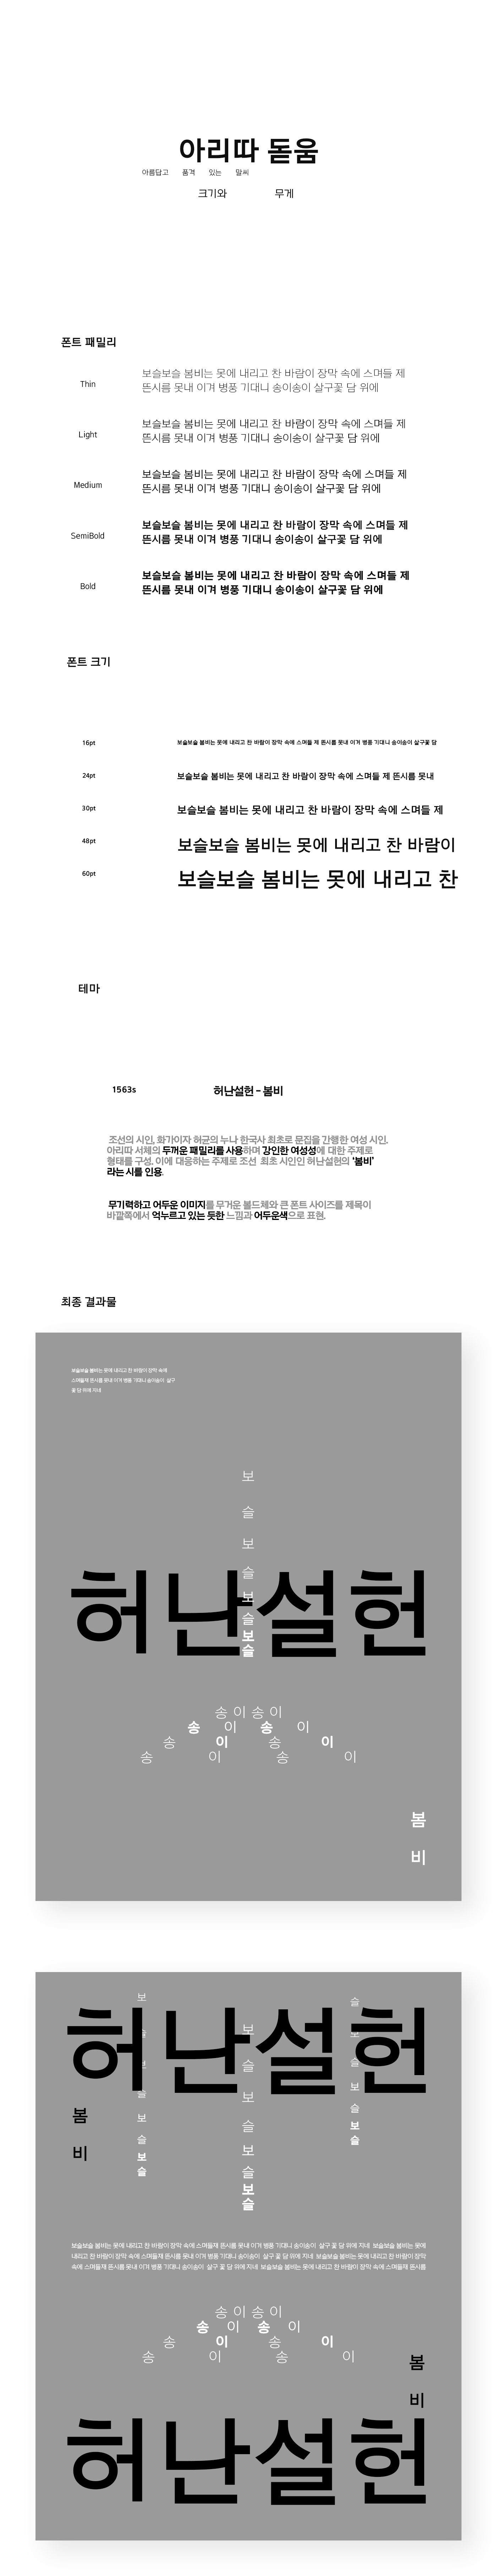 아리따 돋움
아름답고 품격 있는 말씨
크기와 무게
폰트 패밀리
Thin
보슬보슬 봄비는 못에 내리고 찬 바람이 장막 속에 스며들 제
뜬시름 못내 이겨 병풍 기대니 송이송이 살구꽃 담 위에
Light
보슬보슬 봄비는 못에 내리고 찬 바람이 장막 속에 스며들 제
뜬시름 못내 이겨 병풍 기대니 송이송이 살구꽃 담 위에
Medium
보슬보슬 봄비는 못에 내리고 찬 바람이 장막 속에 스며들 제
뜬시름 못내 이겨 병풍 기대니 송이송이 살구꽃 담 위에
SemiBold
보슬보슬 봄비는 못에 내리고 찬 바람이 장막 속에 스며들 제
뜬시름 못내 이겨 병풍 기대니 송이송이 살구꽃 담 위에
Bold
보슬보슬 봄비는 못에 내리고 찬 바람이 장막 속에 스며들 제
뜬시름 못내 이겨 병풍 기대니 송이송이 살구꽃 담 위에
폰트 크기
16pt 보슬보슬 봄비는 못에 내리고 찬 바람이 장막 속에 스며들 제 뜬시름 못내 이겨 병풍 기대니 송이송이 살구꽃 담
24pt 보슬보슬 봄비는 못에 내리고 찬 바람이 장막 속에 스며들 제 뜬시름 못내
30pt 보슬보슬 봄비는 못에 내리고 찬 바람이 장막 속에 스며들 제
48pt 보슬보슬 봄비는 못에 내리고 찬 바람이
60pt 보슬보슬 봄비는 못에 내리고 찬
테마
1563s 허난설헌 - 봄비
조선의 시인, 화가이자 허균의 누나 한국사 최초로 문집을 간행한 여성 시인.
아리따 서체의 두꺼운 패밀리를 사용하며 강인한 여성성에 대한 주제로
형태를 구성. 이에 대응하는 주제로 조선 최초 시인인 허난설헌의 '봄비'
라는 시를 인용.
무기력하고 어두운 이미지를 무거운 볼드체와 큰 폰트 사이즈를 제목이
바깥쪽에서 억누르고 있는 듯한 느낌과 어두운색으로 표현.
최종 결과물
보슬보슬 봄비는 못에 내리고 찬 바람이 장막 속에
스며들제 뜬시름 못내 이겨 병풍 기대니 송이송이 살구
꽃 담 위에 지네
보
슬
보
슬
보
슬
보
슬
허난설헌
송 이 송 이
송 이 송 이
송 이 송 이
송 이 송 이
봄
비
보
슬
보
슬
보
슬
보
슬
허난설헌
보
슬
보
슬
보
슬
보
슬
슬
보
슬
보
슬
보
슬
봄
비
보슬보슬 봄비는 못에 내리고 찬 바람이 장막 속에 스며들제 뜬시름 못내 이겨 병풍 기대니 송이송이 살구 꽃 담 위에 지네 보슬보슬 봄비는 못에
내리고 찬 바람이 장막 속에 스며들제 뜬시름 못내 이겨 병풍 기대니 송이송이 살구 꽃 담 위에 지네 보슬보슬 봄비는 못에 내리고 찬 바람이 장막
속에 스며들제 뜬시름 못내 이겨 병풍 기대니 송이송이 살구 꽃 담 위에 지네 보슬보슬 봄비는 못에 내리고 찬 바람이 장막 속에 스며들제 뜬시름
송 이 송 이
송 이 송 이
송 이 송 이
송 이 송 이
봄
비
허난설헌